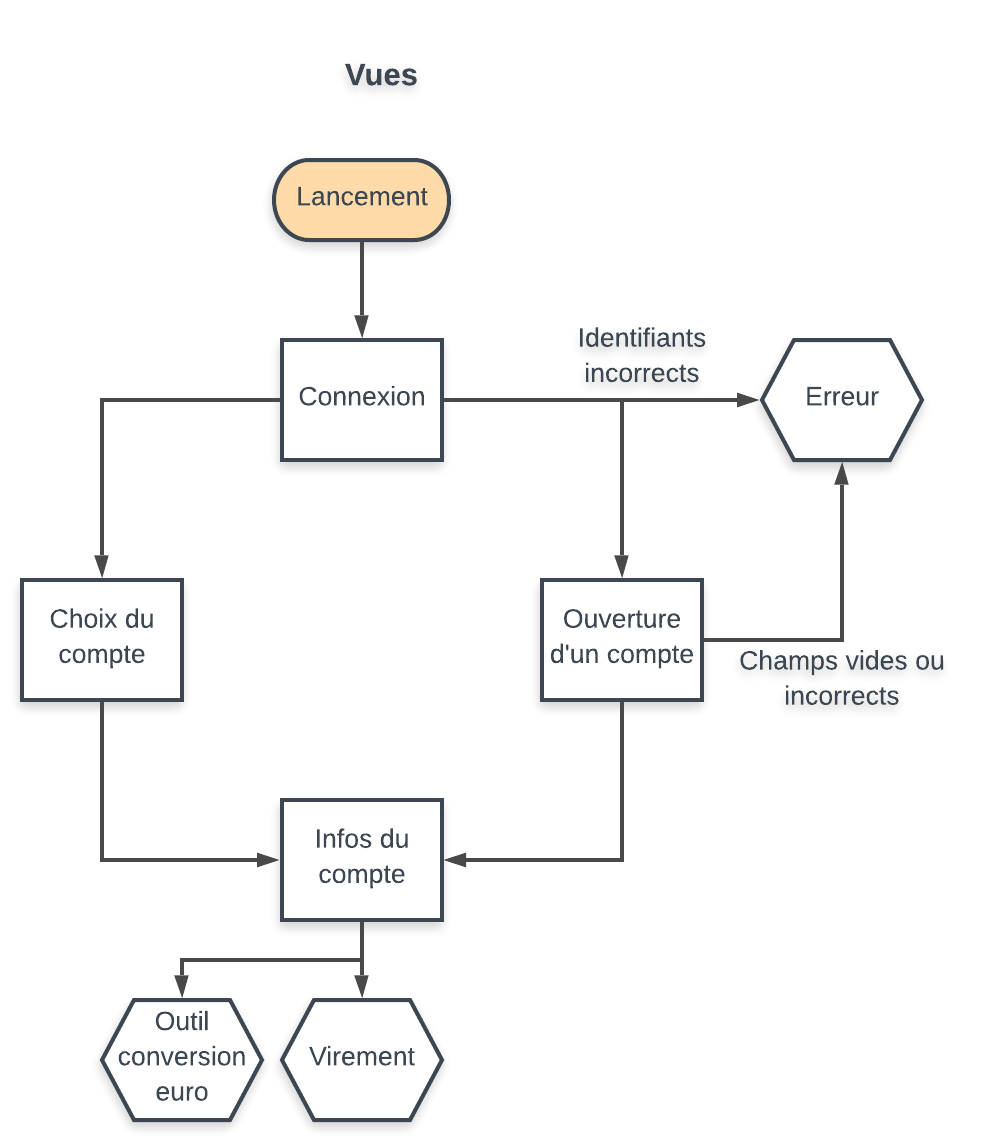 Vues
Lancement
Identifiants
incorrects
Connexion
Erreur
Choix du
compte
Ouverture
d'un compte
Champs vides ou
incorrects
Infos du
compte
Outil
conversion
euro
Virement